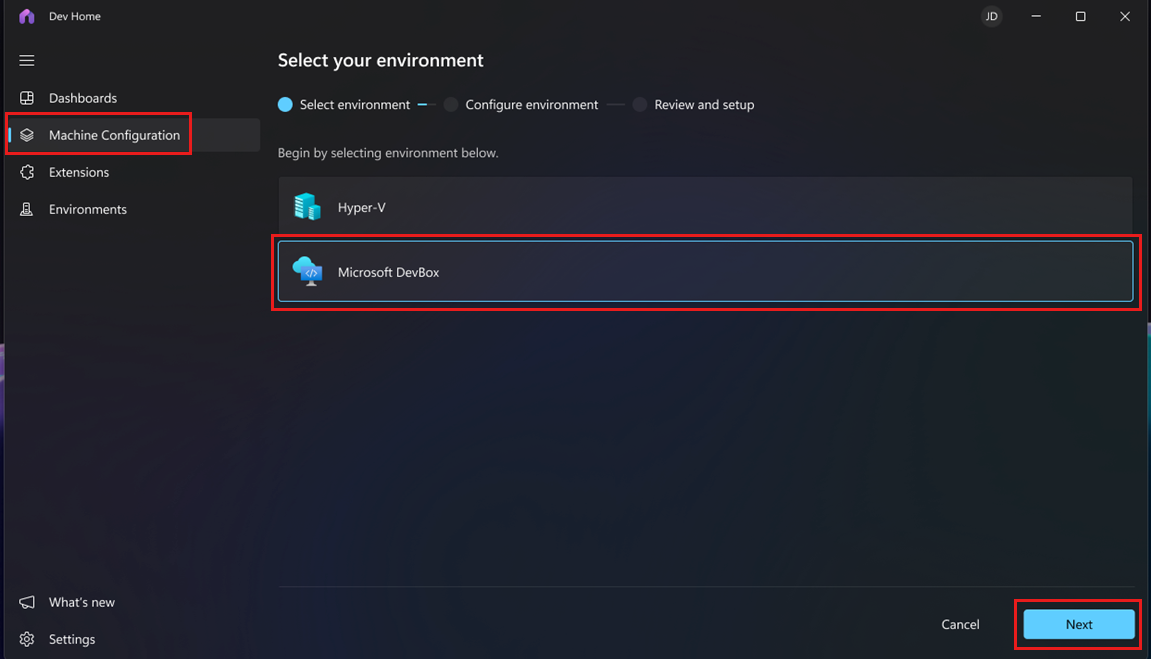 Dev Home
JD
Dashboards
Machine Configuration
Extensions
Environments
Select your environment
Select environment
Configure environment
Review and setup
Begin by selecting environment below.
Hyper-V
Microsoft DevBox
What's new
Settings
Cancel
Next